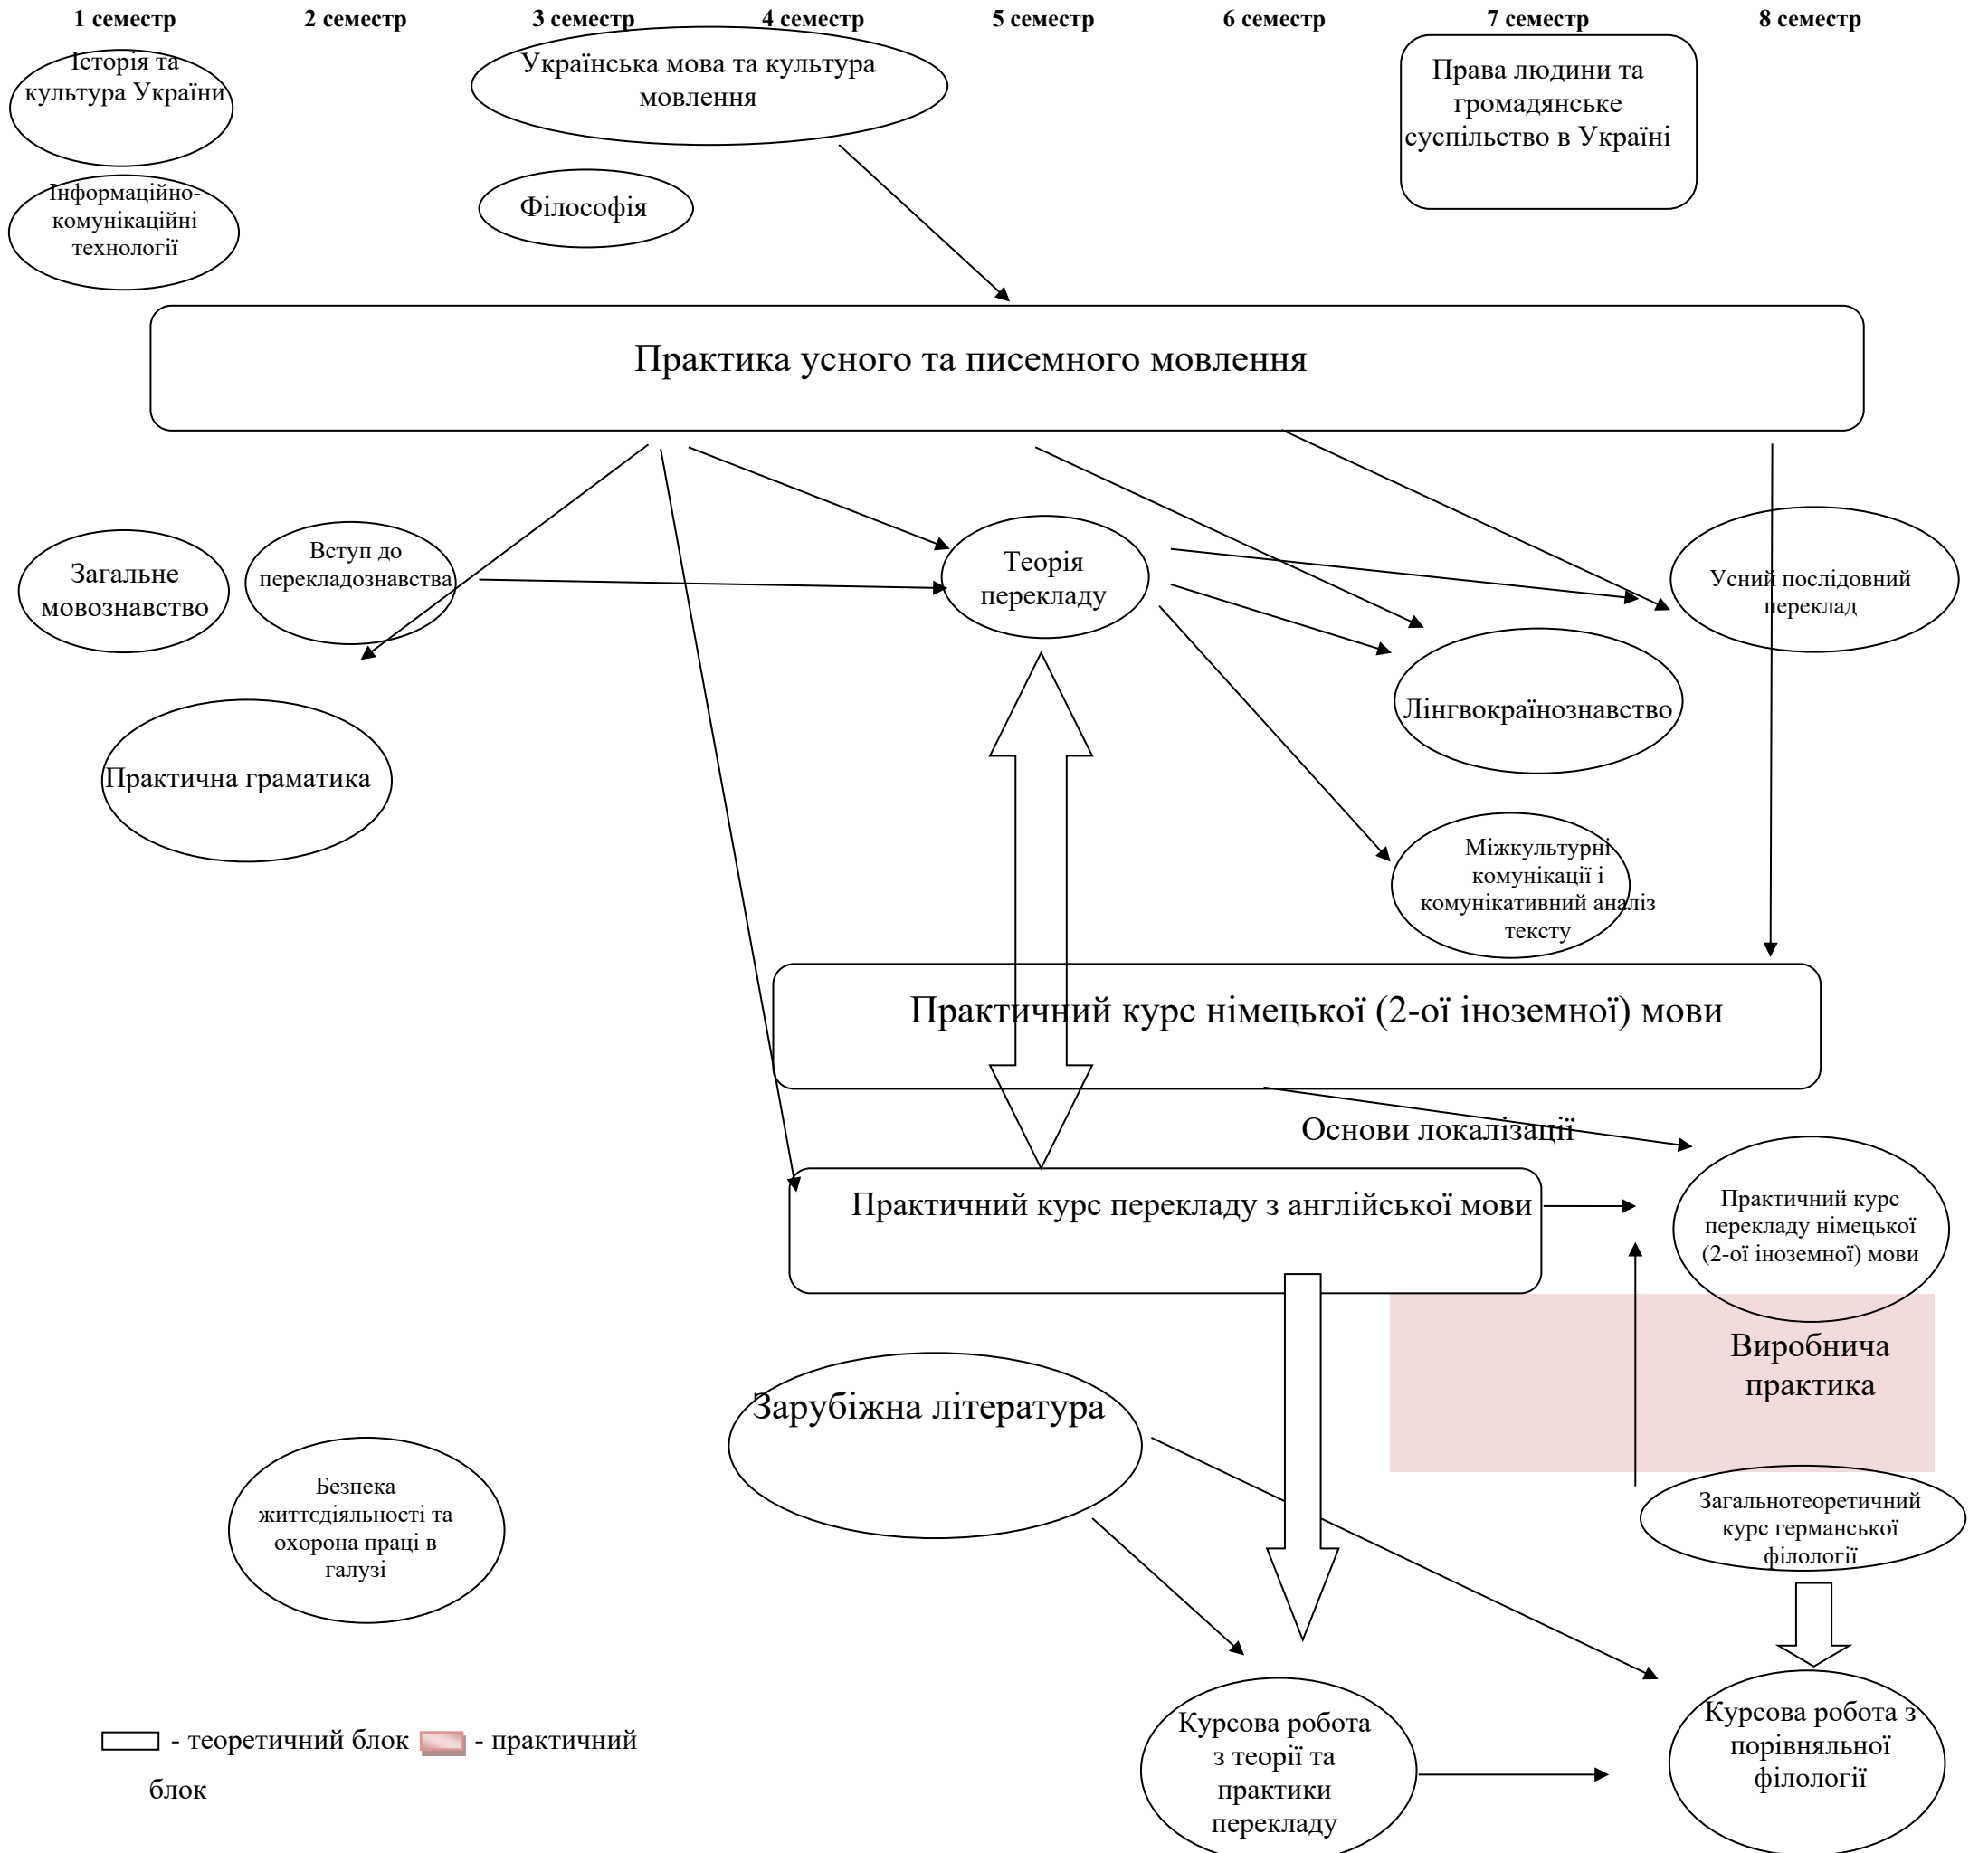 1 семестр 2 семестр 3 семестр 4 семестр 5 семестр 6 семестр 7 семестр 8 семестр
Історія та
культура України
Українська мова та культура
мовлення
Права людини та
громадянське
суспільство в Україні
Інформаційно-
комунікаційні
технології
Філософія
Практика усного та писемного мовлення
Загальне
мовознавство
Вступ до
перекладознавства
Теорія
перекладу
Усний послідовний
переклад
Лінгвокраїнознавство
Практична граматика
Міжкультурні
комунікації і
комунікативний аналіз
тексту
Практичний курс німецької (2-ої іноземної) мови
Основи локалізації
Практичний курс перекладу з англійської мови
Практичний курс
перекладу німецької
(2-ої іноземної) мови
Виробнича
практика
Зарубіжна література
Безпека
життєдіяльності та
охорона праці в
галузі
Загальнотеоретичний
курс германської
філології
Курсова робота
з теорії та
практики
перекладу
Курсова робота з
порівняльної
філології
- теоретичний блок - практичний
блок